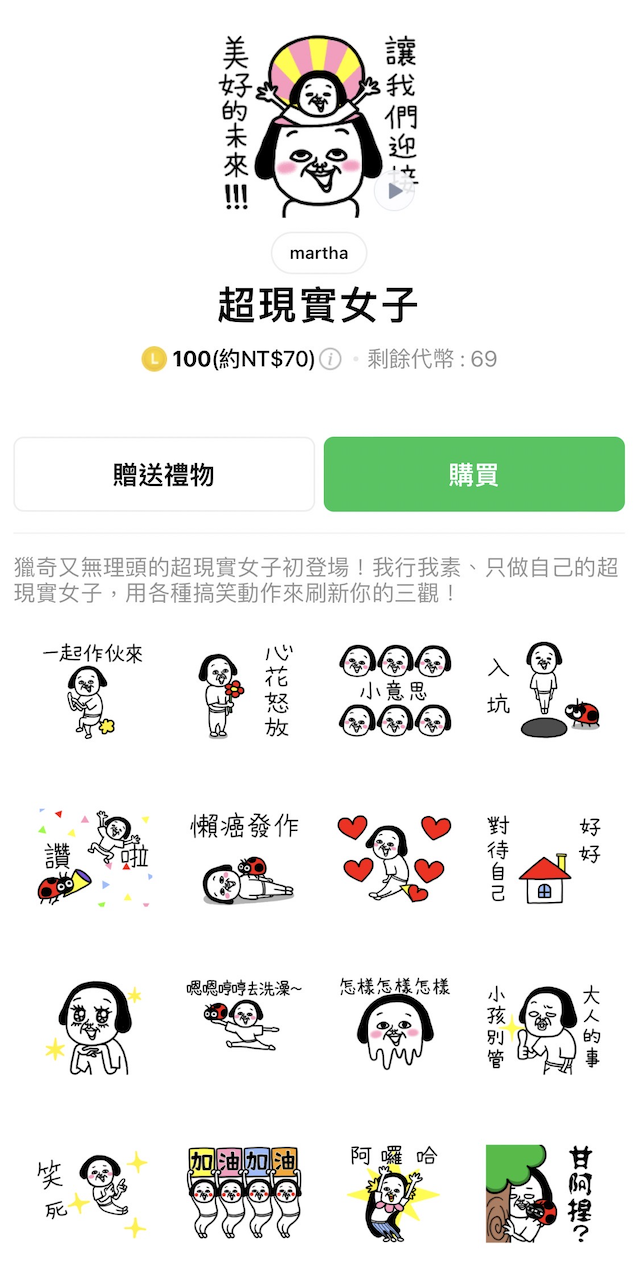 讓我們迎接
美好的未來!!!
martha
超現實女子
L 100(約NT$70) i • 剩餘代幣 : 69
贈送禮物
購買
獵奇又無理頭的超現實女子初登場！我行我素、只做自己的超
現實女子，用各種搞笑動作來刷新你的三觀！
一起作伙來
心花怒放
小意思
入坑
讚啦
懶癌發作
好好
對待自己
嗯嗯哼哼去洗澡～
怎樣怎樣怎樣
大人的事
小孩別管
笑死
加油加油
阿囉哈
甘阿捏?